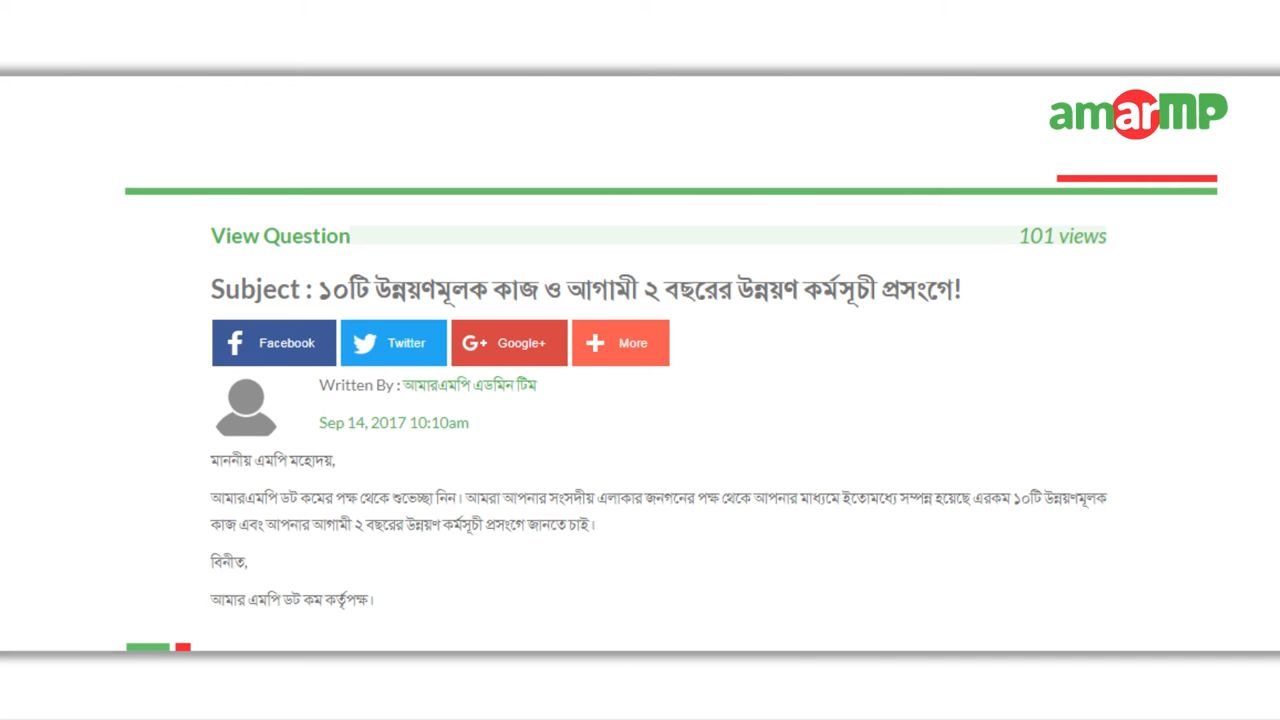 amarMP
View Question
101 views
Subject : ১০টি উন্নয়ণমূলক কাজ ও আগামী ২ বছরের উন্নয়ণ কর্মসূচী প্রসংগে!
Facebook
Twitter
G+ Google+
More
Written By : আমারএমপি এডমিন টিম
Sep 14, 2017 10:10am
মাননীয় এমপি মহোদয়,
আমারএমপি ডট কমের পক্ষ থেকে শুভেচ্ছা নিন। আমরা আপনার সংসদীয় এলাকার জনগনের পক্ষ থেকে আপনার মাধ্যমে ইতোমধ্যে সম্পন্ন হয়েছে এরকম ১০টি উন্নয়ণমূলক
কাজ এবং আপনার আগামী ২ বছরের উন্নয়ণ কর্মসূচী প্রসংগে জানতে চাই।
বিনীত,
আমার এমপি ডট কম কর্তৃপক্ষ।